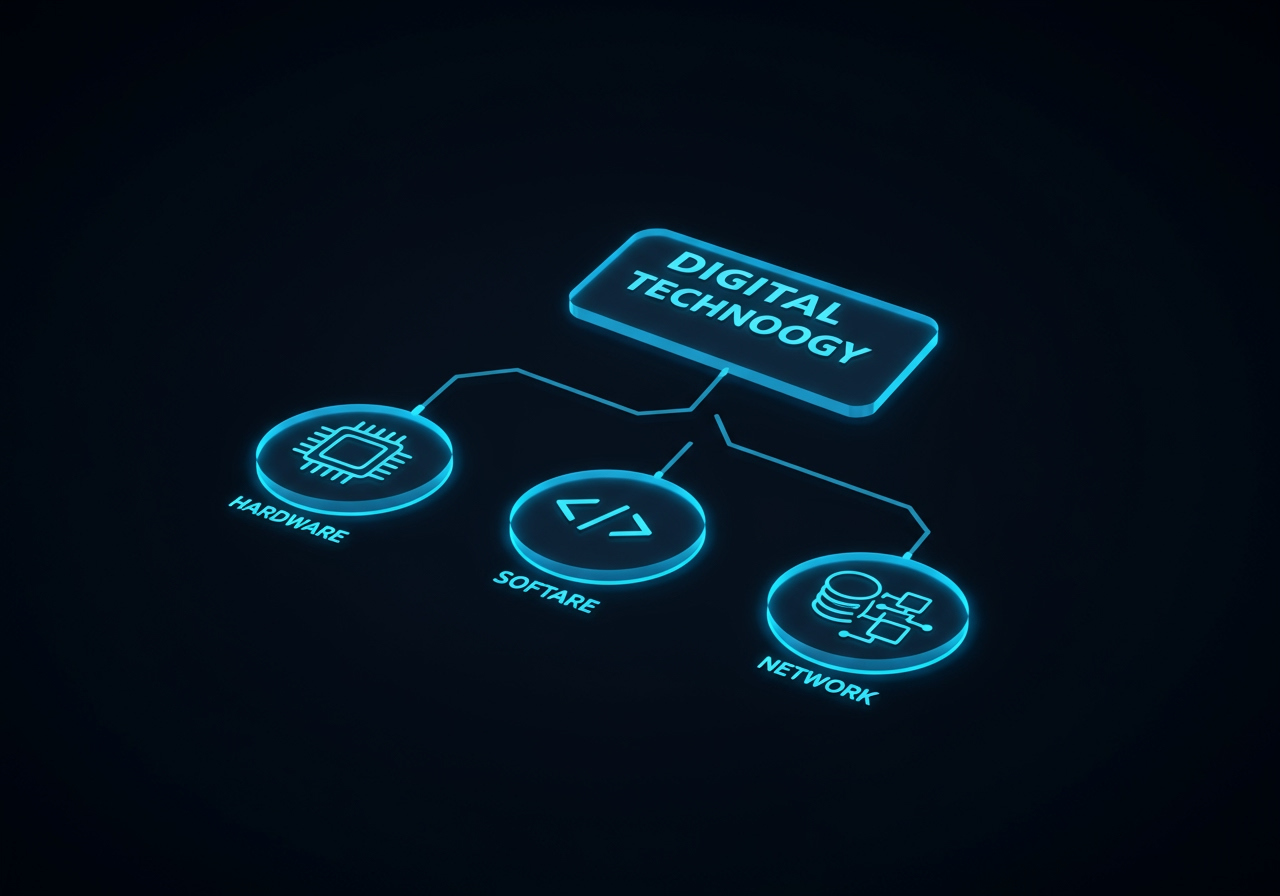 DIGITAL
TECHNOOGY
HARDWARE
</>
SOFTARE
NETWORK